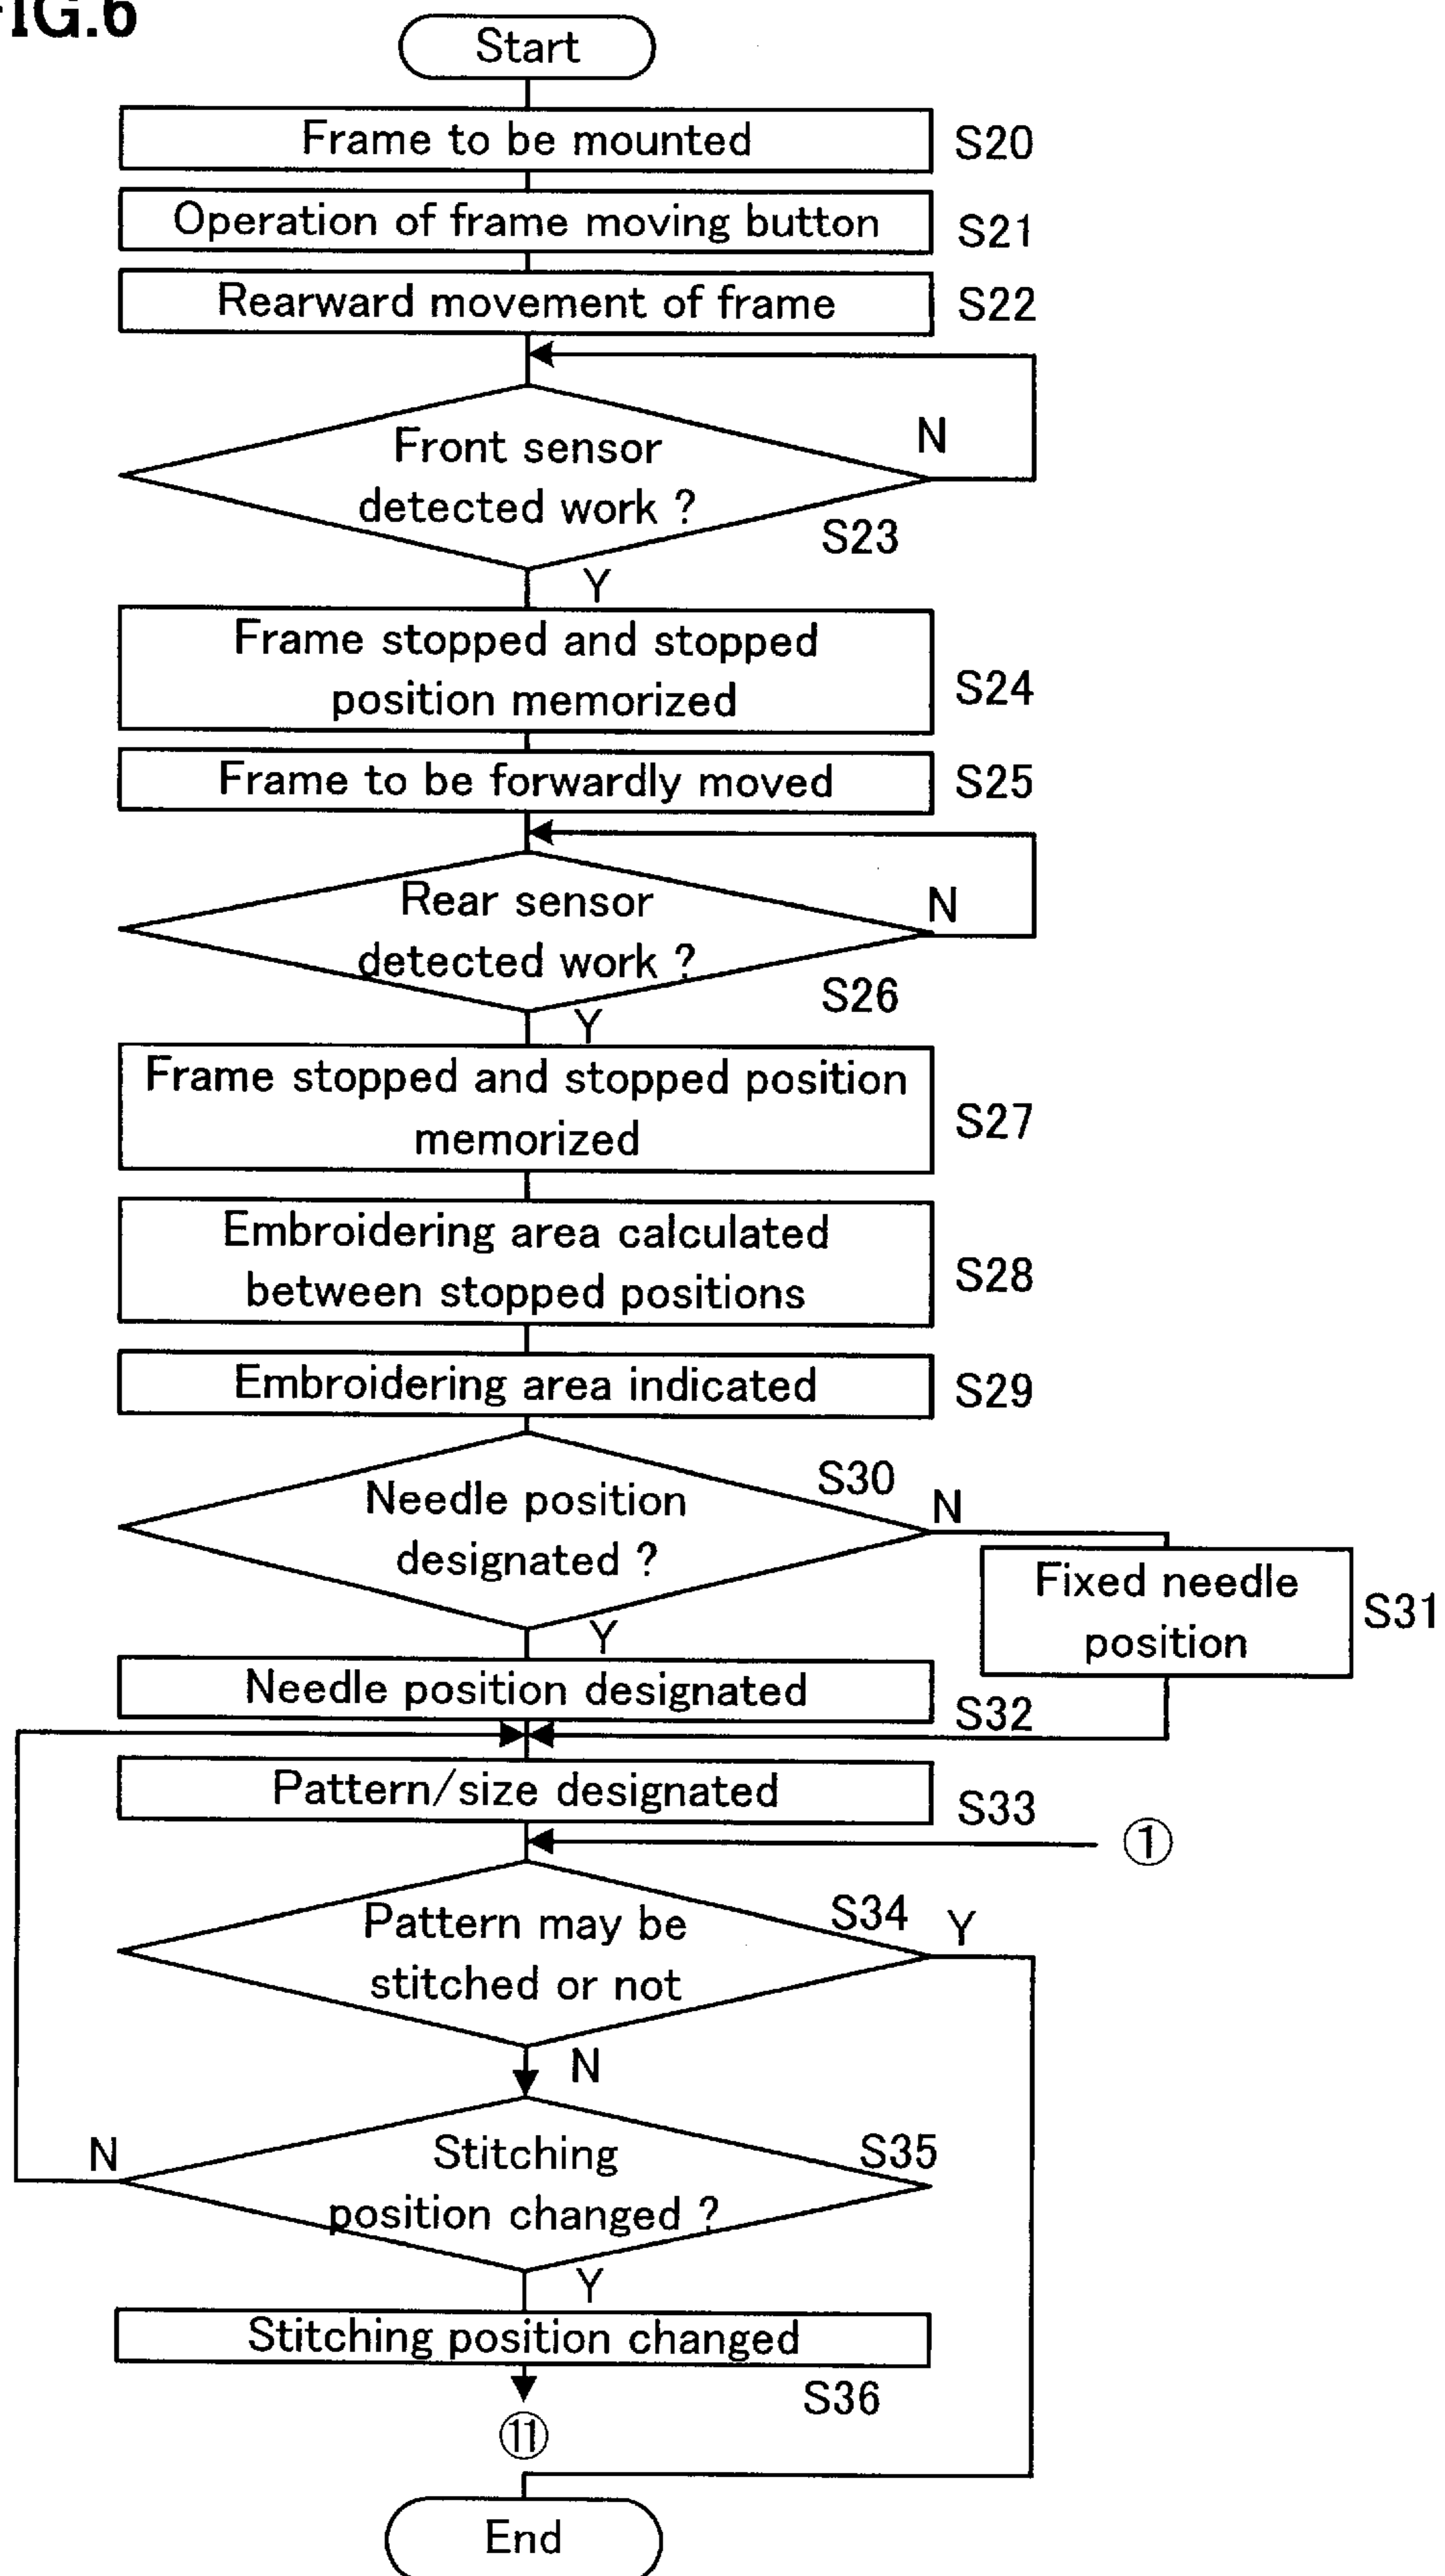 FIG.6
Start
Frame to be mounted
S20
Operation of frame moving button
S21
Rearward movement of frame
S22
Front sensor
detected work ?
N
S23
Y
Frame stopped and stopped
position memorized
S24
Frame to be forwardly moved
S25
Rear sensor
detected work ?
N
S26
Y
Frame stopped and stopped position
memorized
S27
Embroidering area calculated
between stopped positions
S28
Embroidering area indicated
S29
Needle position
designated ?
S30
N
Fixed needle
position
S31
Y
Needle position designated
S32
Pattern/size designated
S33
①
Pattern may be
stitched or not
S34
Y
N
Stitching
position changed ?
S35
N
Y
Stitching position changed
S36
⑪
End